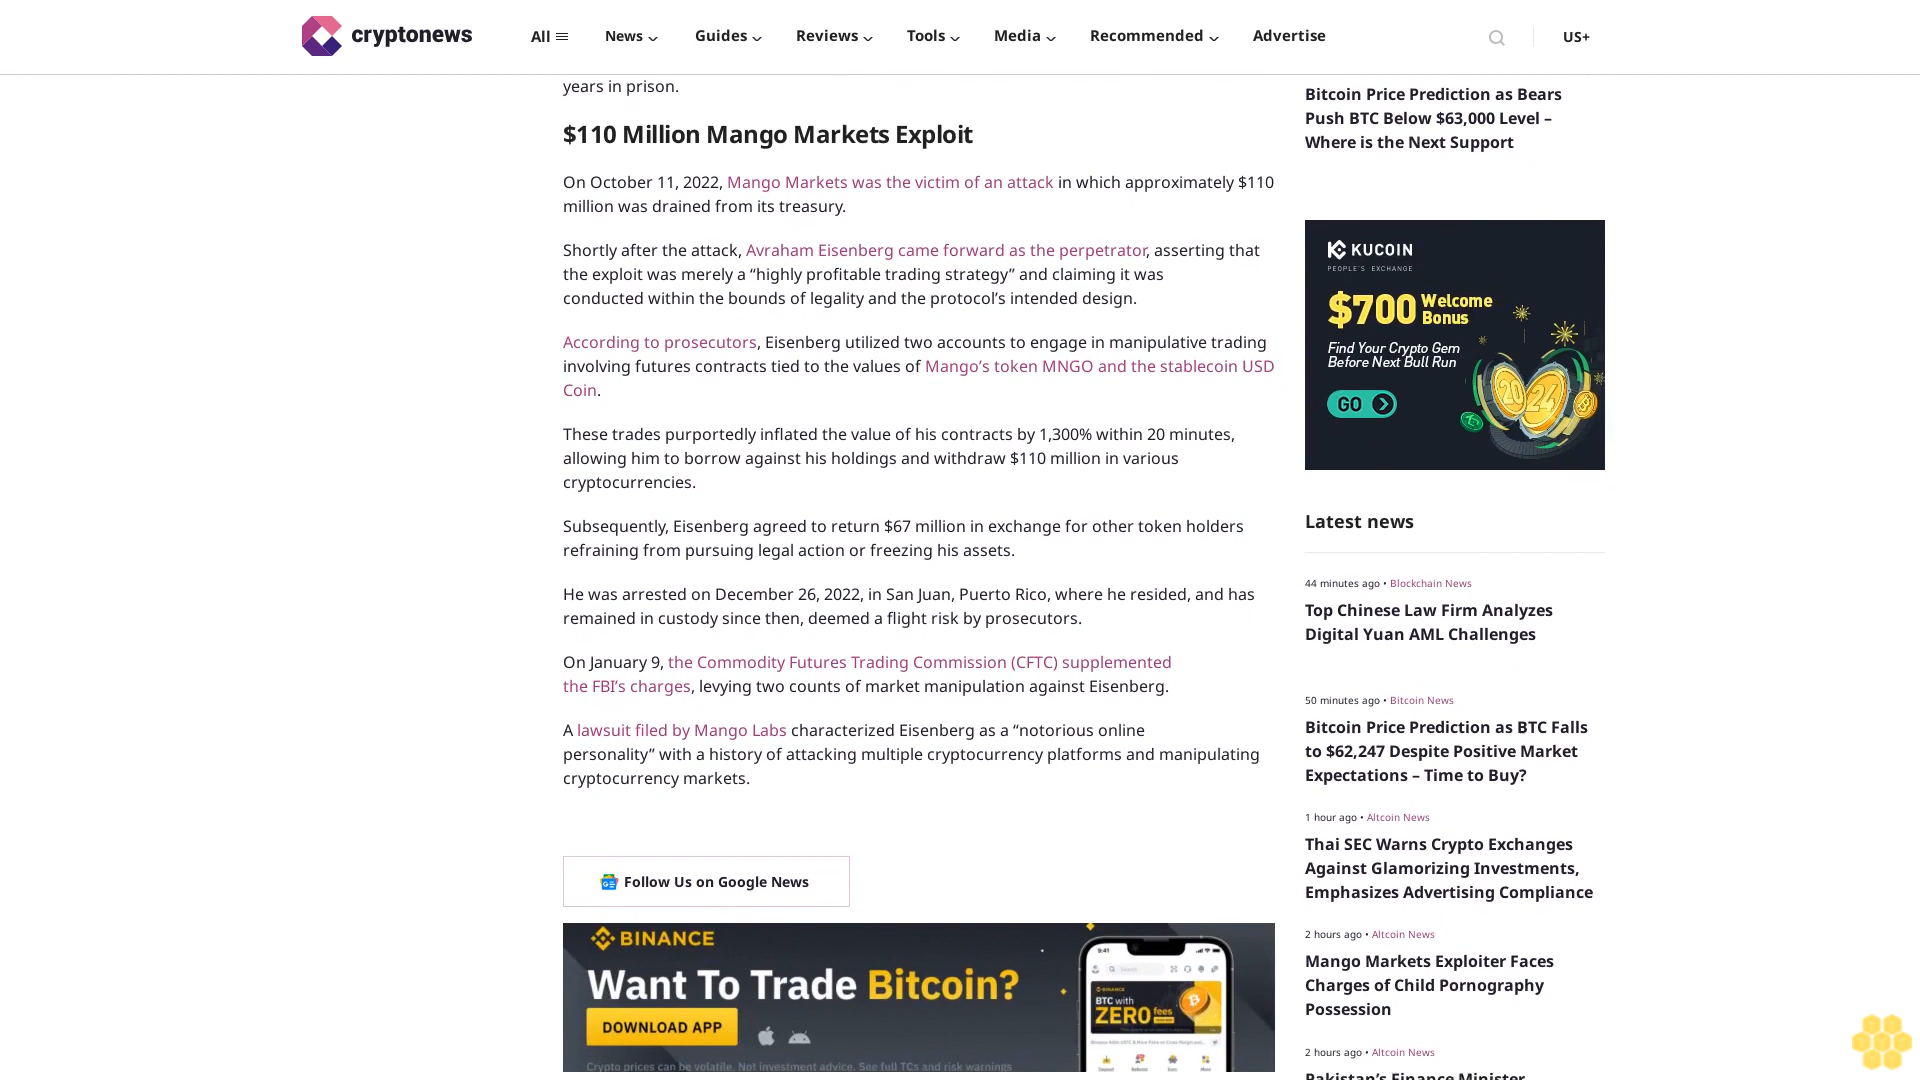 cryptonews
All
News
Guides
Reviews
Tools
Media
Recommended
Advertise
US+
years in prison.
$110 Million Mango Markets Exploit
On October 11, 2022, Mango Markets was the victim of an attack in which approximately $110
million was drained from its treasury.
Shortly after the attack, Avraham Eisenberg came forward as the perpetrator, asserting that
the exploit was merely a “highly profitable trading strategy” and claiming it was
conducted within the bounds of legality and the protocol’s intended design.
According to prosecutors, Eisenberg utilized two accounts to engage in manipulative trading
involving futures contracts tied to the values of Mango’s token MNGO and the stablecoin USD
Coin.
These trades purportedly inflated the value of his contracts by 1,300% within 20 minutes,
allowing him to borrow against his holdings and withdraw $110 million in various
cryptocurrencies.
Subsequently, Eisenberg agreed to return $67 million in exchange for other token holders
refraining from pursuing legal action or freezing his assets.
He was arrested on December 26, 2022, in San Juan, Puerto Rico, where he resided, and has
remained in custody since then, deemed a flight risk by prosecutors.
On January 9, the Commodity Futures Trading Commission (CFTC) supplemented
the FBI’s charges, levying two counts of market manipulation against Eisenberg.
A lawsuit filed by Mango Labs characterized Eisenberg as a “notorious online
personality” with a history of attacking multiple cryptocurrency platforms and manipulating
cryptocurrency markets.
Follow Us on Google News
BINANCE
Want To Trade Bitcoin?
DOWNLOAD APP
Crypto prices can be volatile. Not investment advice. See full TCs and risk warnings
9:41
Search
BINANCE
BTC with
ZERO fees
Bitcoin Price Prediction as Bears
Push BTC Below $63,000 Level –
Where is the Next Support
KUCOIN
PEOPLE'S EXCHANGE
$700 Welcome
Bonus
Find Your Crypto Gem
Before Next Bull Run
GO
20 24
Latest news
44 minutes ago • Blockchain News
Top Chinese Law Firm Analyzes
Digital Yuan AML Challenges
50 minutes ago • Bitcoin News
Bitcoin Price Prediction as BTC Falls
to $62,247 Despite Positive Market
Expectations – Time to Buy?
1 hour ago • Altcoin News
Thai SEC Warns Crypto Exchanges
Against Glamorizing Investments,
Emphasizes Advertising Compliance
2 hours ago • Altcoin News
Mango Markets Exploiter Faces
Charges of Child Pornography
Possession
2 hours ago • Altcoin News
Pakistan’s Finance Minister